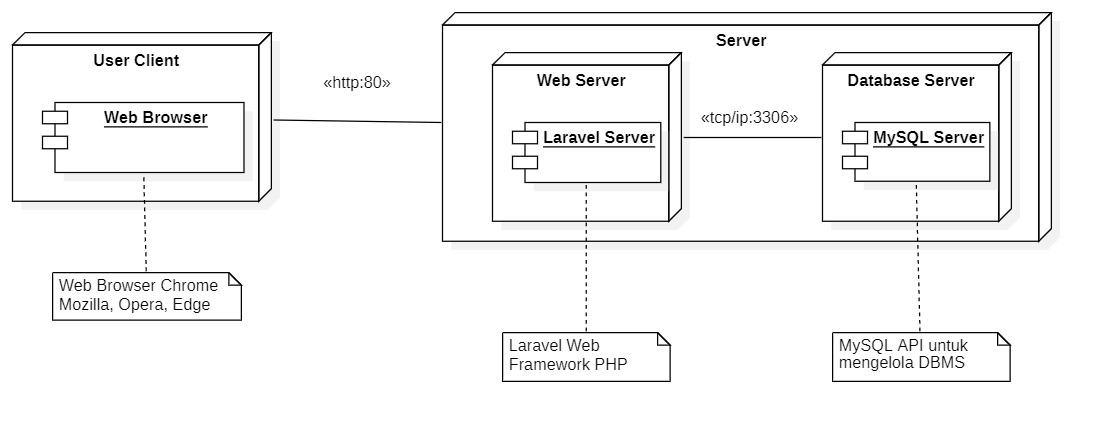 User Client
Web Browser
Web Browser Chrome
Mozilla, Opera, Edge
«http:80»
Server
Web Server
Laravel Server
Laravel Web
Framework PHP
«tcp/ip:3306»
Database Server
MySQL Server
MySQL API untuk
mengelola DBMS